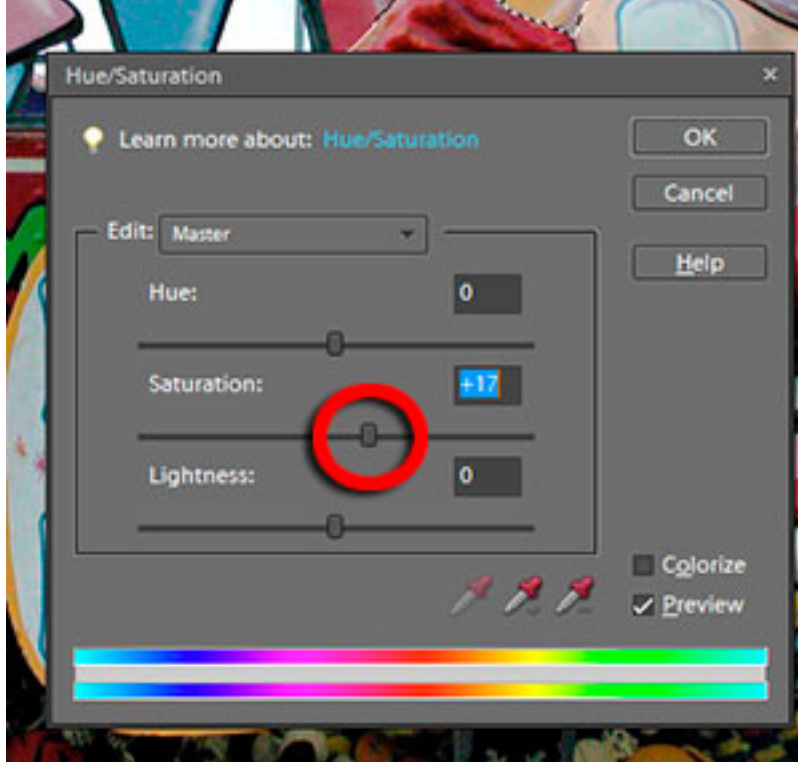 Hue/Saturation
Learn more about: Hue/Saturation
OK
Cancel
Help
Edit: Master
Hue: 0
Saturation: +17
Lightness: 0
Colorize
Preview